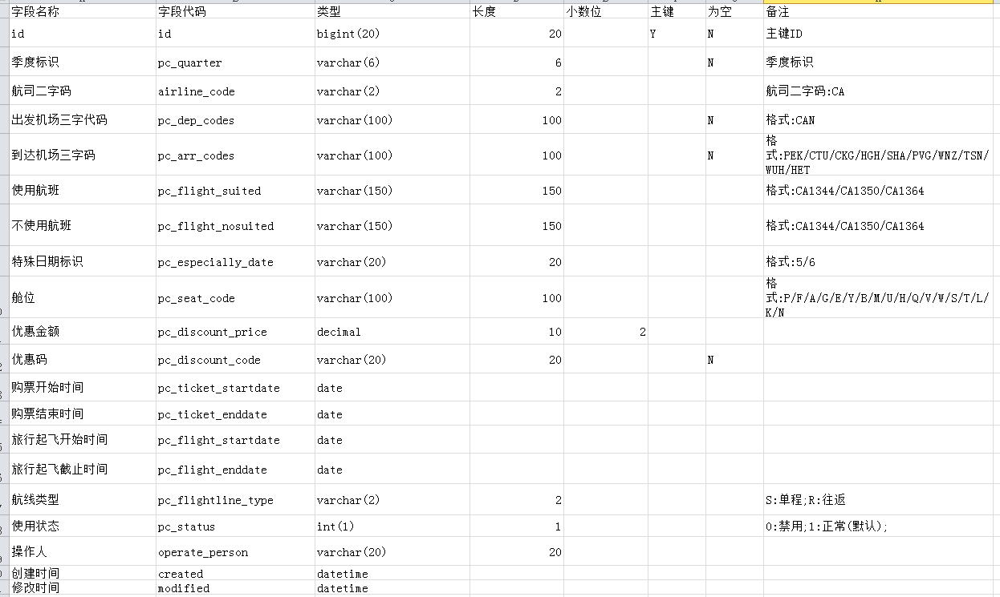 字段名称 字段代码 类型 长度 小数位 主键 为空 备注
id id bigint(20) 20 Y N 主键ID
季度标识 pc_quarter varchar(6) 6 N 季度标识
航司二字码 airline_code varchar(2) 2 航司二字码:CA
出发机场三字代码 pc_dep_codes varchar(100) 100 N 格式:CAN
到达机场三字码 pc_arr_codes varchar(100) 100 N 格
式:PEK/CTU/CKG/HGH/SHA/PVG/WNZ/TSN/
WUH/HET
使用航班 pc_flight_suited varchar(150) 150 格式:CA1344/CA1350/CA1364
不使用航班 pc_flight_nosuited varchar(150) 150 格式:CA1344/CA1350/CA1364
特殊日期标识 pc_especially_date varchar(20) 20 格式:5/6
舱位 pc_seat_code varchar(100) 100 格
式:P/F/A/G/E/Y/B/M/U/H/Q/V/W/S/T/L/
K/N
优惠金额 pc_discount_price decimal 10 2
优惠码 pc_discount_code varchar(20) 20 N
购票开始时间 pc_ticket_startdate date
购票结束时间 pc_ticket_enddate date
旅行起飞开始时间 pc_flight_startdate date
旅行起飞截止时间 pc_flight_enddate date
航线类型 pc_flightline_type varchar(2) 2 S:单程;R:往返
使用状态 pc_status int(1) 1 0:禁用;1:正常(默认);
操作人 operate_person varchar(20) 20
创建时间 created datetime
修改时间 modified datetime